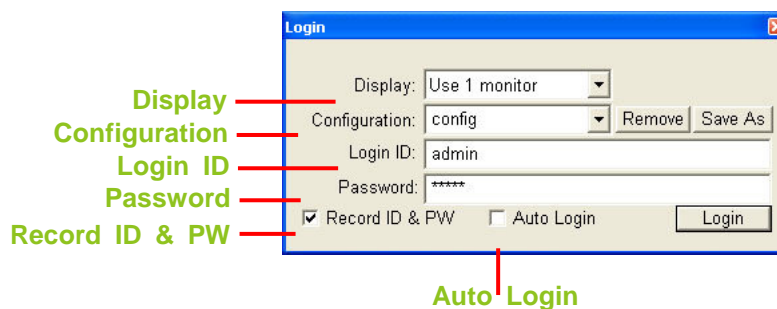 Login
Display: Use 1 monitor
Display
Configuration: config Remove Save As
Configuration
Login ID: admin
Login ID
Password: *****
Password
Record ID & PW Auto Login Login
Record ID & PW
Auto Login